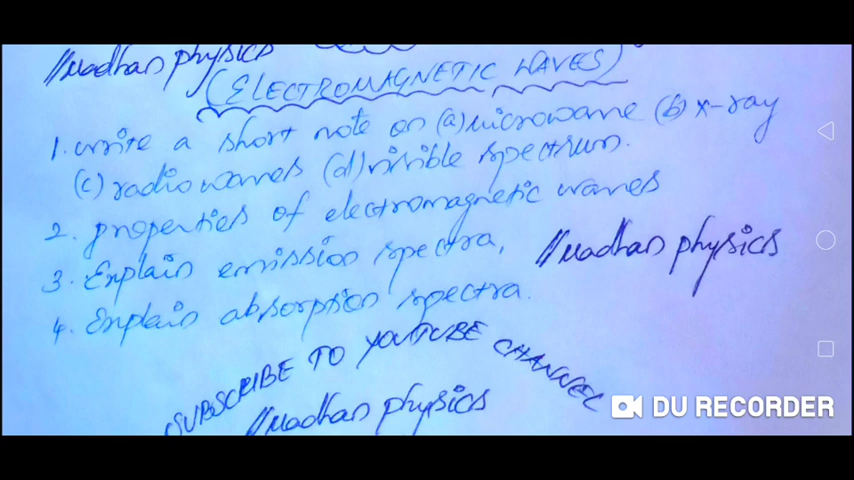 Madhan physics
(ELECTROMAGNETIC WAVES)
1. write a short note on (a) microwave (b) x-ray
(c) radio waves (d) visible spectrum.
2. properties of electromagnetic waves
3. Explain emission spectra.
Madhan physics
4. Explain absorption spectra.
SUBSCRIBE TO YOUTUBE CHANNEL
Madhan physics
DU RECORDER